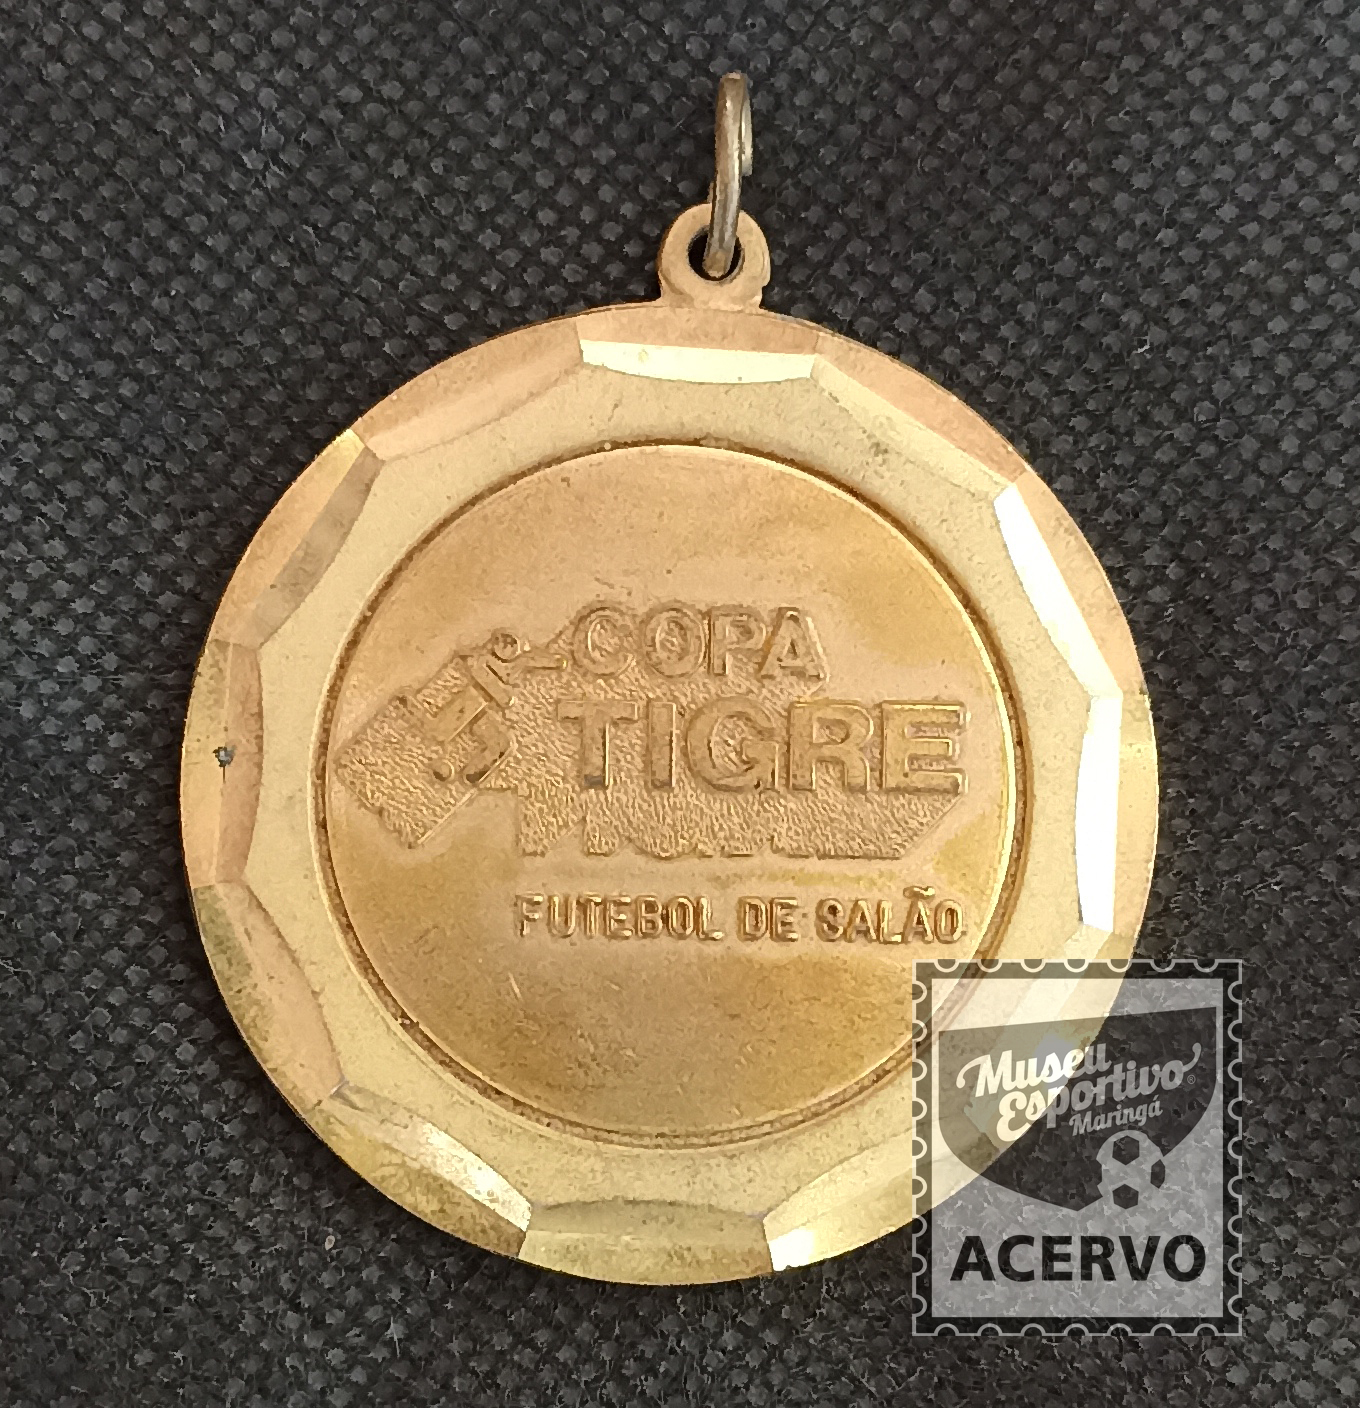 COPA
TIGRE
FUTEBOL DE SALÃO
Museu
Esportivo®
Maringá
ACERVO